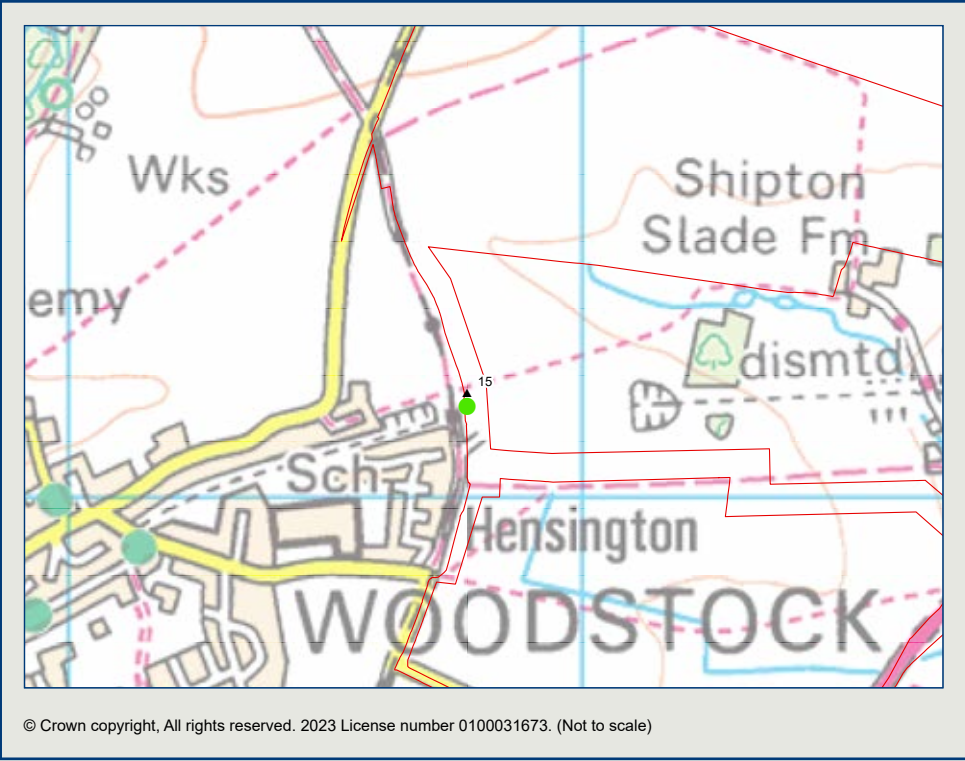 Wks
Shipton
Slade Fm
emy
dismtd
15
Sch
Hensington
WOODSTOCK
© Crown copyright, All rights reserved. 2023 License number 0100031673. (Not to scale)